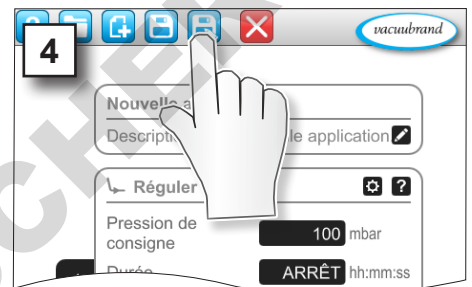 4
vacuubrand
Nouvelle a
Descripti le application
Réguler
?
Pression de
consigne
100 mbar
Durée
ARRÊT hh:mm:ss